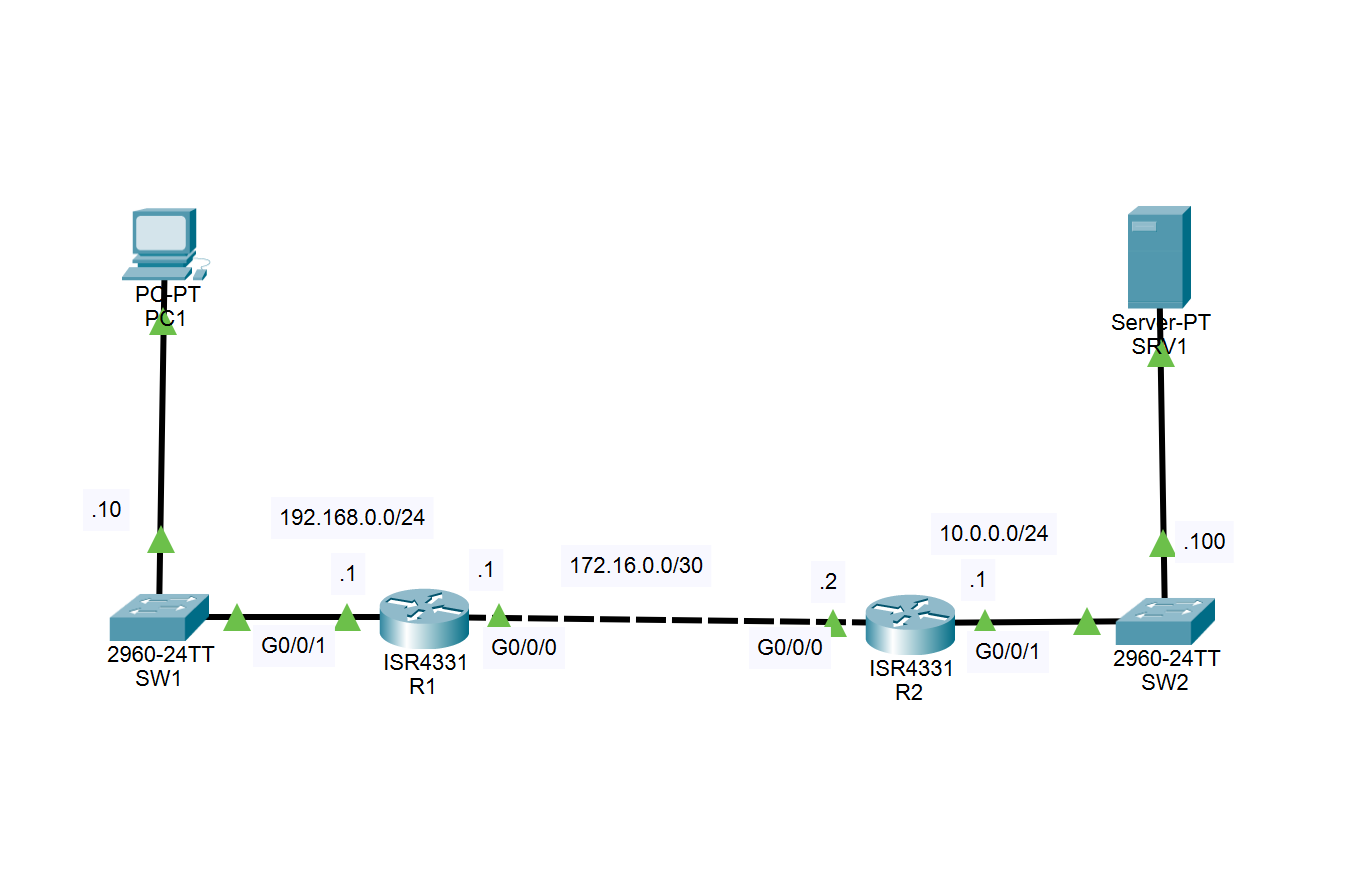 PC-PT
PC1
Server-PT
SRV1
.10
192.168.0.0/24
.1
.1
172.16.0.0/30
.2
10.0.0.0/24
.1
.100
G0/0/1
G0/0/0
G0/0/0
G0/0/1
2960-24TT
SW1
ISR4331
R1
ISR4331
R2
2960-24TT
SW2